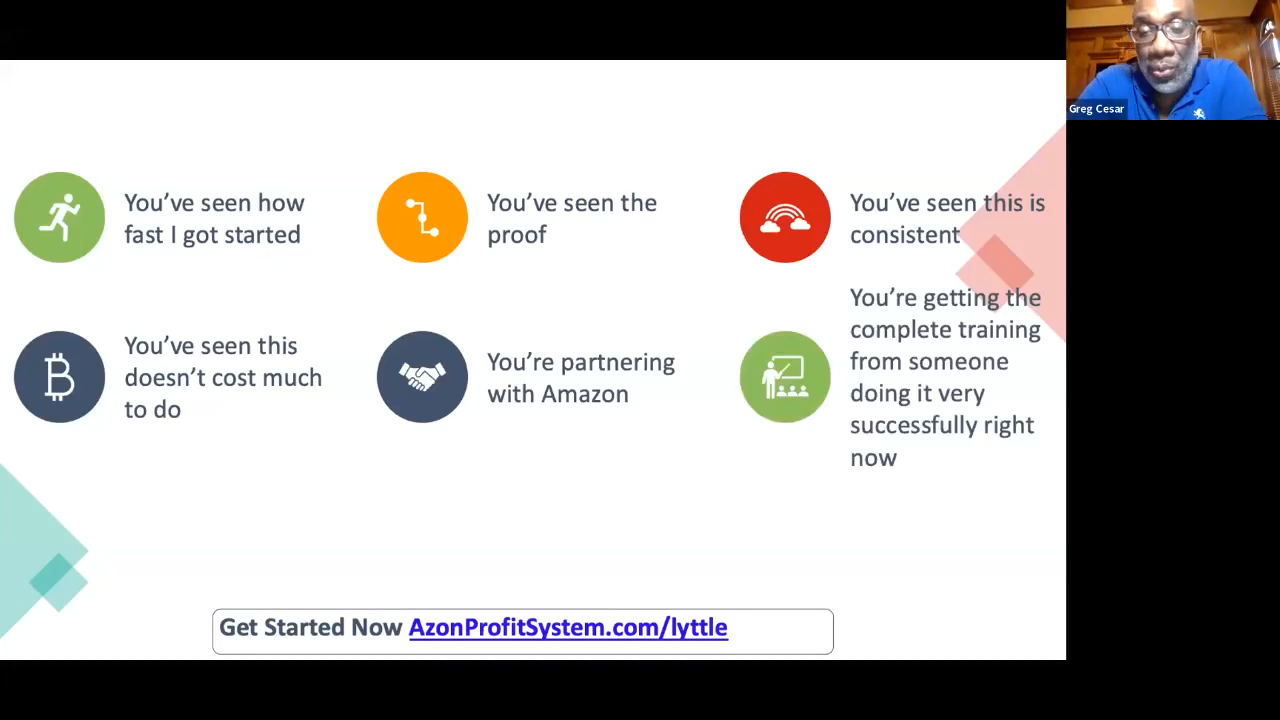 Greg Cesar
You’ve seen how
fast I got started
You’ve seen the
proof
You’ve seen this is
consistent
You’ve seen this
doesn’t cost much
to do
You’re partnering
with Amazon
You’re getting the
complete training
from someone
doing it very
successfully right
now
Get Started Now AzonProfitSystem.com/lyttle